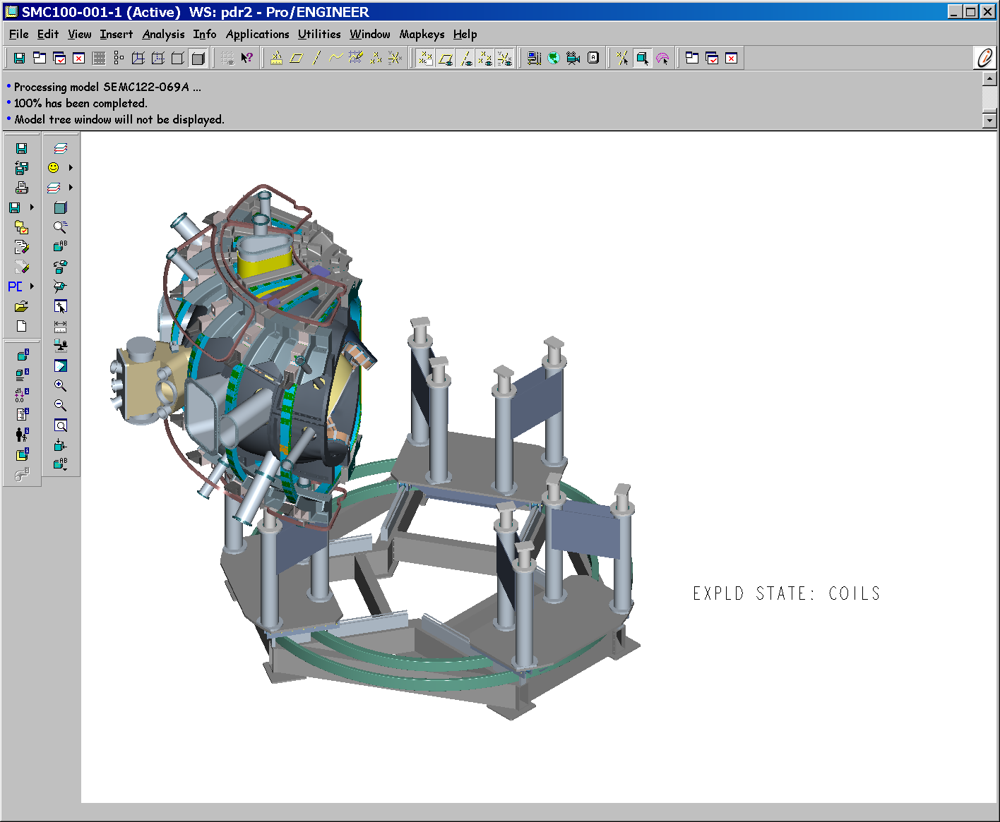 SMC100-001-1 (Active) WS: pdr2 - Pro/ENGINEER
File Edit View Insert Analysis Info Applications Utilities Window Mapkeys Help
Processing model SEMC122-069A ...
100% has been completed.
Model tree window will not be displayed.
EXPLD STATE: COILS